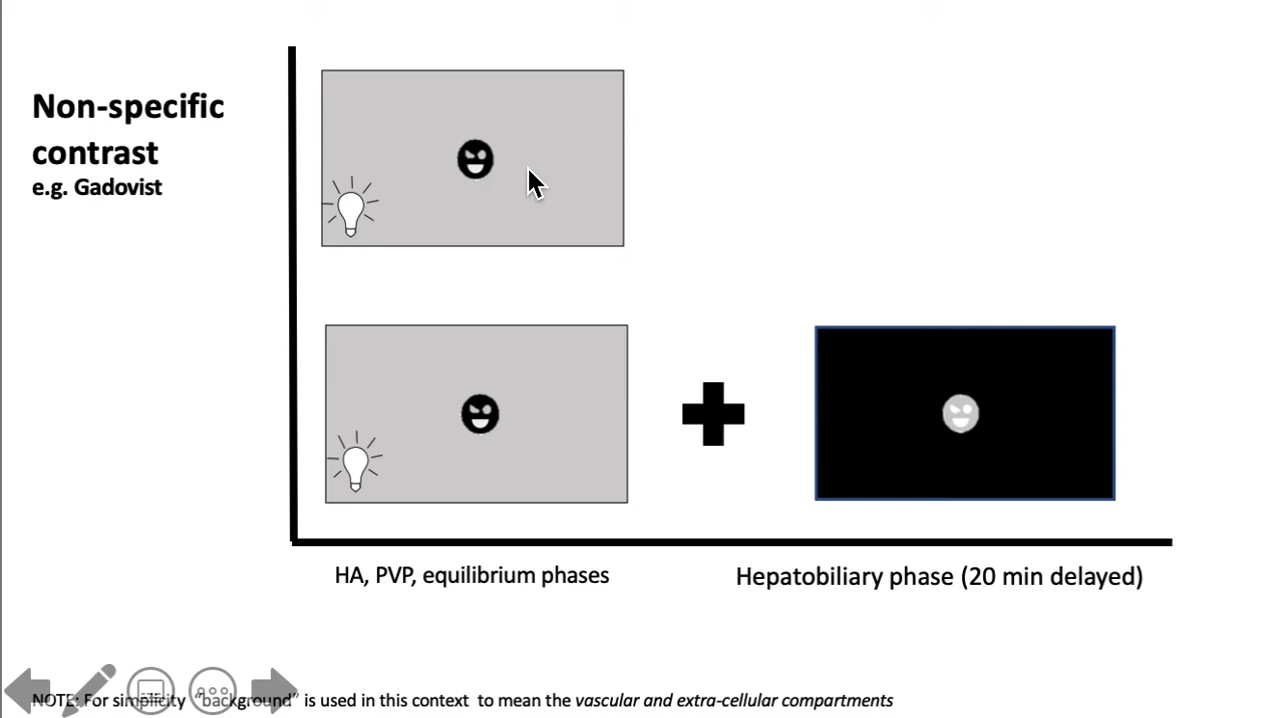 Non-specific
contrast
e.g. Gadovist
HA, PVP, equilibrium phases
Hepatobiliary phase (20 min delayed)
NOTE: For simplicity “background” is used in this context to mean the vascular and extra-cellular compartments